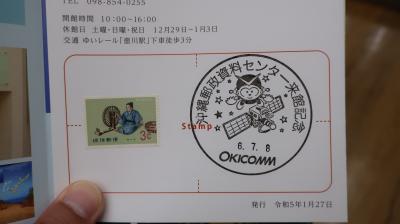 TEL 098-854-0255
開館時間 10:00~16:00
休館日 土曜・日曜・祝日 12月29日~1月3日
交通 ゆいレール「壺川駅」下車徒歩3分
沖縄郵政資料センター来館記念
Stamp
3¢
琉球郵便
6.7.8
OKICOMM
発行 令和5年1月27日